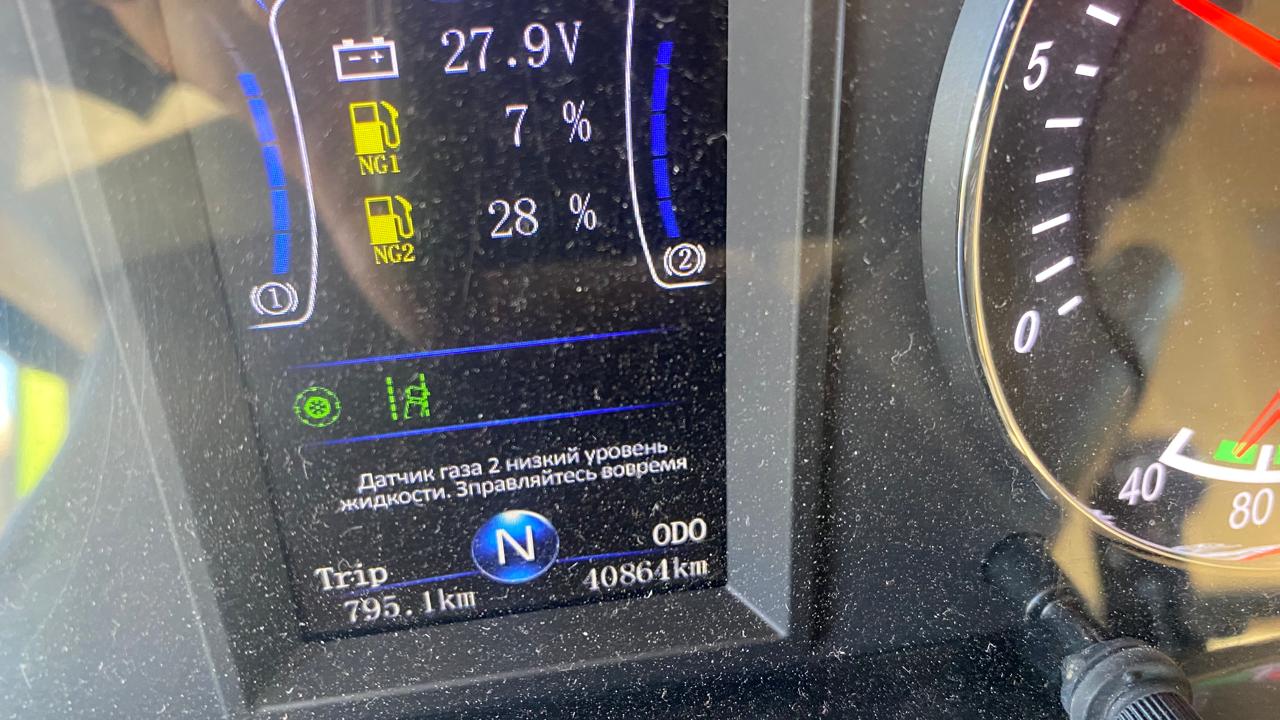 27.9V
NG1 7 %
NG2 28 %
1
2
Датчик газа 2 низкий уровень
жидкости. Зправляйтесь вовремя
N
Trip
795.1km
ODO
40864km
5
0
40
80